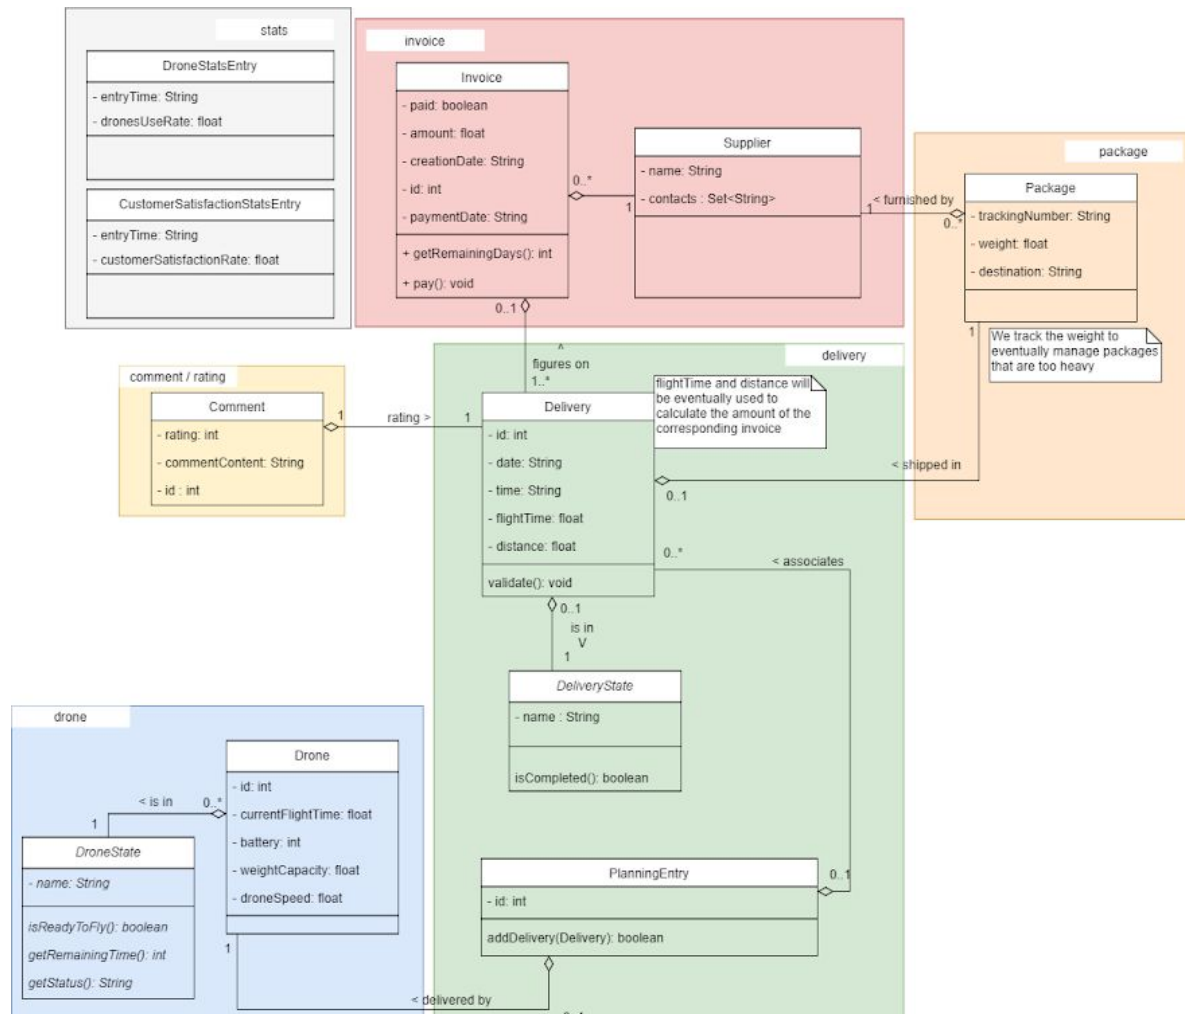 stats
DroneStatsEntry
- entryTime: String
- dronesUseRate: float
CustomerSatisfactionStatsEntry
- entryTime: String
- customerSatisfactionRate: float
invoice
Invoice
- paid: boolean
- amount: float
- creationDate: String
- id: int
- paymentDate: String
+ getRemainingDays(): int
+ pay(): void
0..*
1
Supplier
- name: String
- contacts : Set<String>
1
< furnished by
0..*
package
Package
- trackingNumber: String
- weight: float
- destination: String
1
We track the weight to
eventually manage packages
that are too heavy
0..1
^
figures on
1..*
delivery
flightTime and distance will
be eventually used to
calculate the amount of the
corresponding invoice
comment / rating
Comment
- rating: int
- commentContent: String
- id : int
1
rating >
1
Delivery
- id: int
- date: String
- time: String
- flightTime: float
- distance: float
validate(): void
< shipped in
0..1
0..*
< associates
0..1
is in
V
1
DeliveryState
- name : String
isCompleted(): boolean
drone
Drone
- id: int
- currentFlightTime: float
- battery: int
- weightCapacity: float
- droneSpeed: float
< is in
0..*
1
DroneState
- name: String
isReadyToFly(): boolean
getRemainingTime(): int
getStatus(): String
PlanningEntry
- id: int
addDelivery(Delivery): boolean
0..1
1
< delivered by